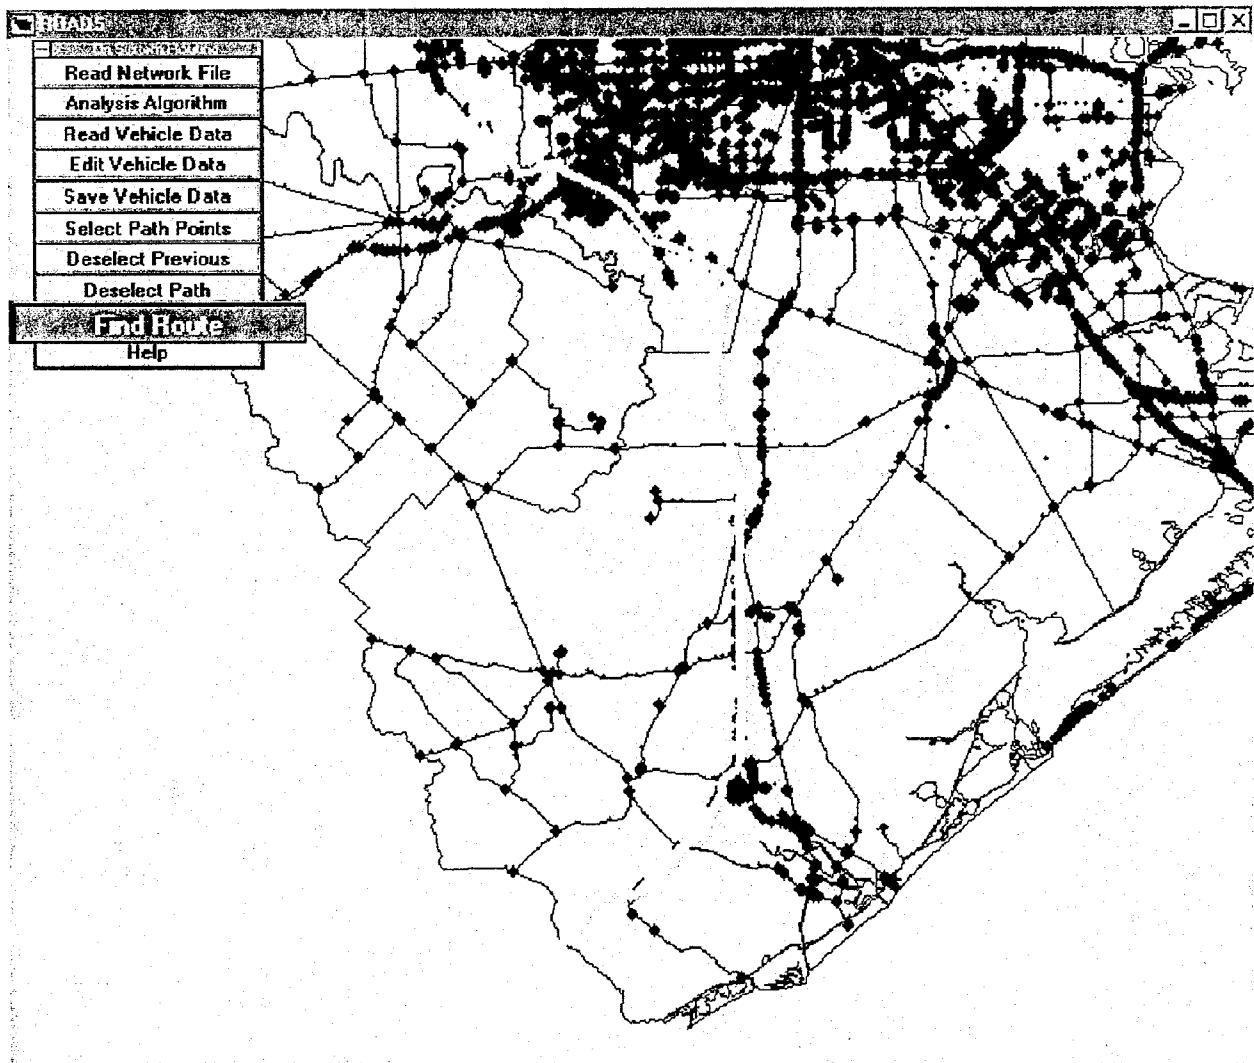 ROADS
Read Network File
Analysis Algorithm
Read Vehicle Data
Edit Vehicle Data
Save Vehicle Data
Select Path Points
Deselect Previous
Deselect Path
Find Route
Help